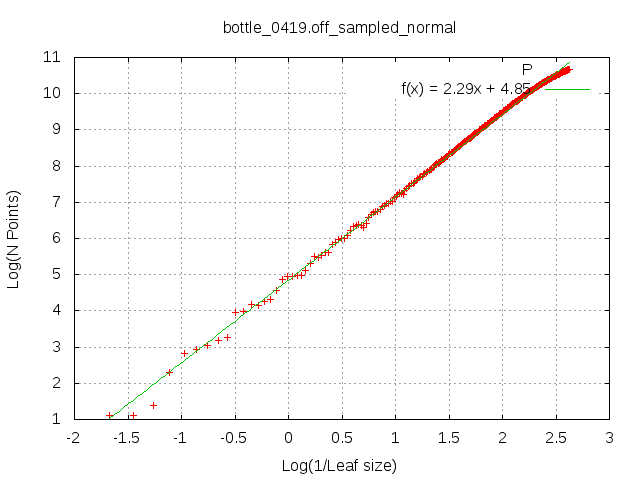 bottle_0419.off_sampled_normal
11
10
9
8
7
6
5
4
3
2
1
Log(N Points)
P
f(x) = 2.29x + 4.85
-2 -1.5 -1 -0.5 0 0.5 1 1.5 2 2.5 3
Log(1/Leaf size)